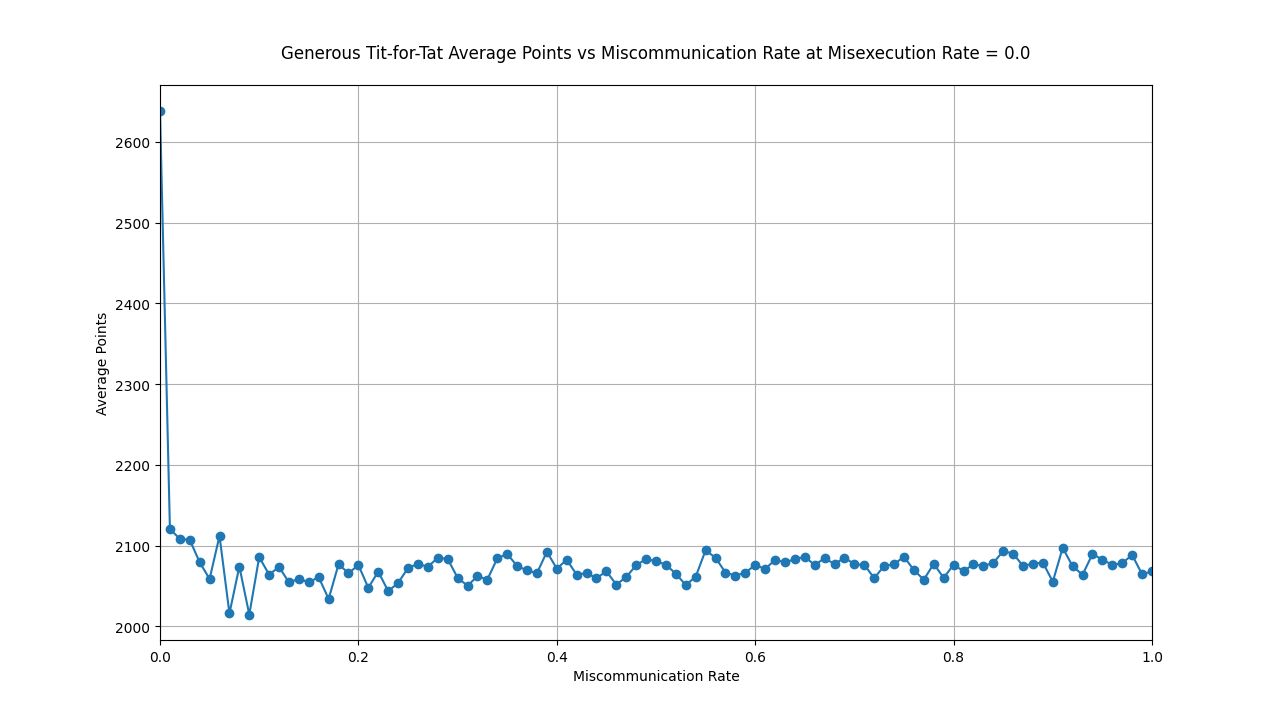 Generous Tit-for-Tat Average Points vs Miscommunication Rate at Misexecution Rate = 0.0
2600
2500
2400
2300
2200
2100
2000
Average Points
0.0 0.2 0.4 0.6 0.8 1.0
Miscommunication Rate